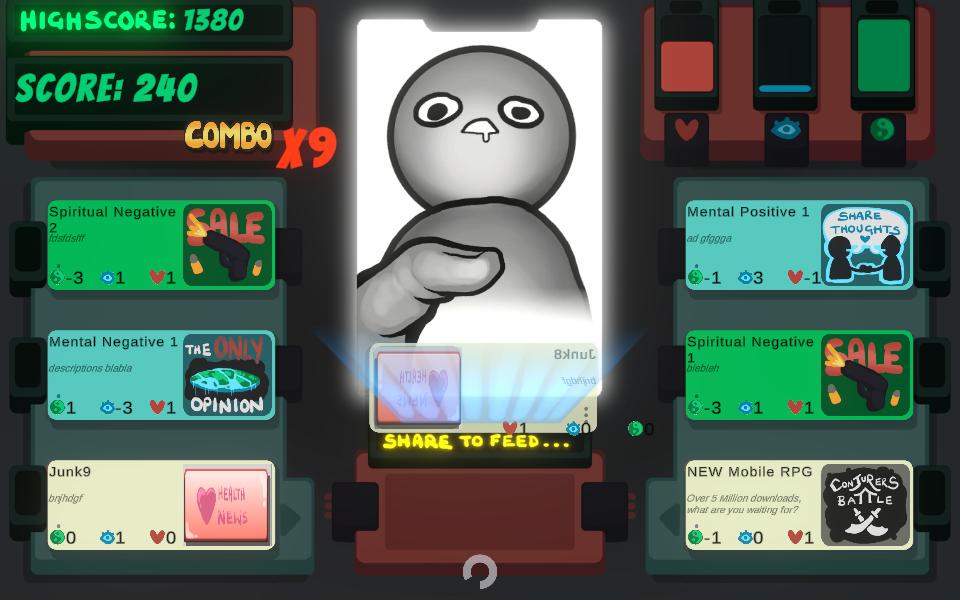 HIGHSCORE: 1380
SCORE: 240
COMBO X9
Spiritual Negative
2
fdsfdsfff
-3 1 1
SALE
Mental Negative 1
descriptions blabla
1 -3 1
THE ONLY
OPINION
Junk9
bnjhdgf
0 1 0
HEALTH
NEWS
Junk8
bnjhdgf
HEALTH
NEWS
1 0 0
SHARE TO FEED...
Mental Positive 1
ad gfggga
-1 3 -1
SHARE
THOUGHTS
Spiritual Negative
1
biebleh
-3 1 1
SALE
NEW Mobile RPG
Over 5 Million downloads,
what are you waiting for?
-1 0 1
CONJURERS
BATTLE